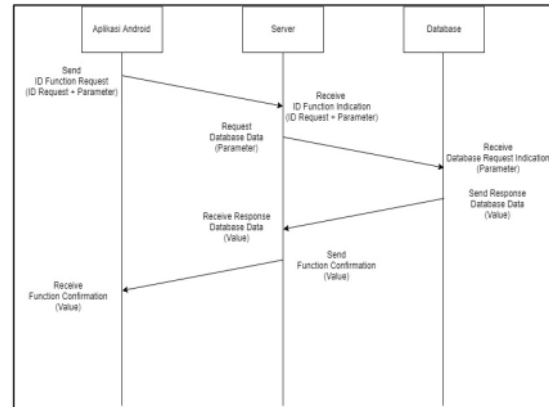 Aplikasi Android
Server
Database
Send
ID Function Request
(ID Request + Parameter)
Receive
ID Function Indication
(ID Request + Parameter)
Request
Database Data
(Parameter)
Receive
Database Request Indication
(Parameter)
Send Response
Database Data
(Value)
Receive Response
Database Data
(Value)
Send
Function Confirmation
(Value)
Receive
Function Confirmation
(Value)